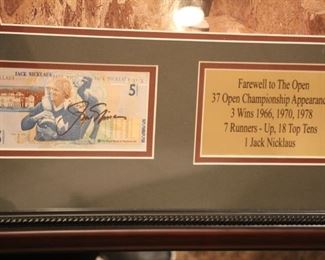 JACK NICKLAUS
5
Farewell to The Open
37 Open Championship Appearanc
3 Wins 1966, 1970, 1978
7 Runners - Up, 18 Top Tens
1 Jack Nicklaus